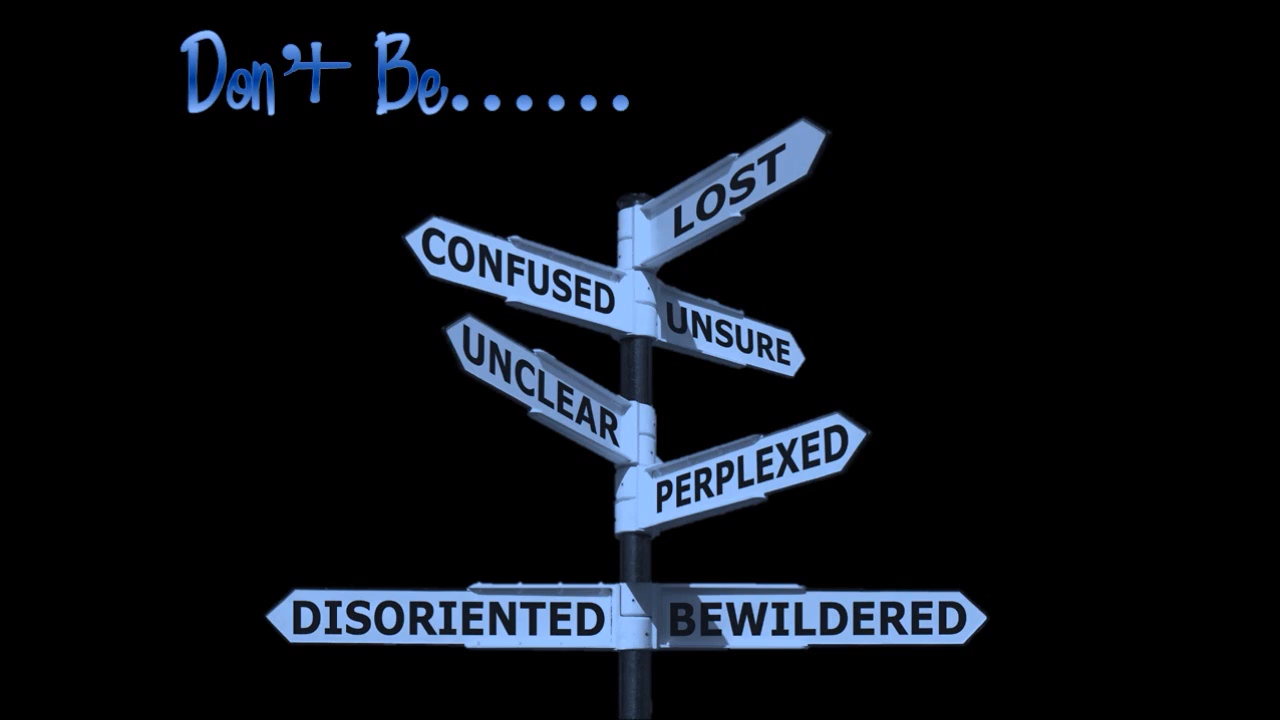 Don't Be......
LOST
CONFUSED
UNSURE
UNCLEAR
PERPLEXED
DISORIENTED
BEWILDERED